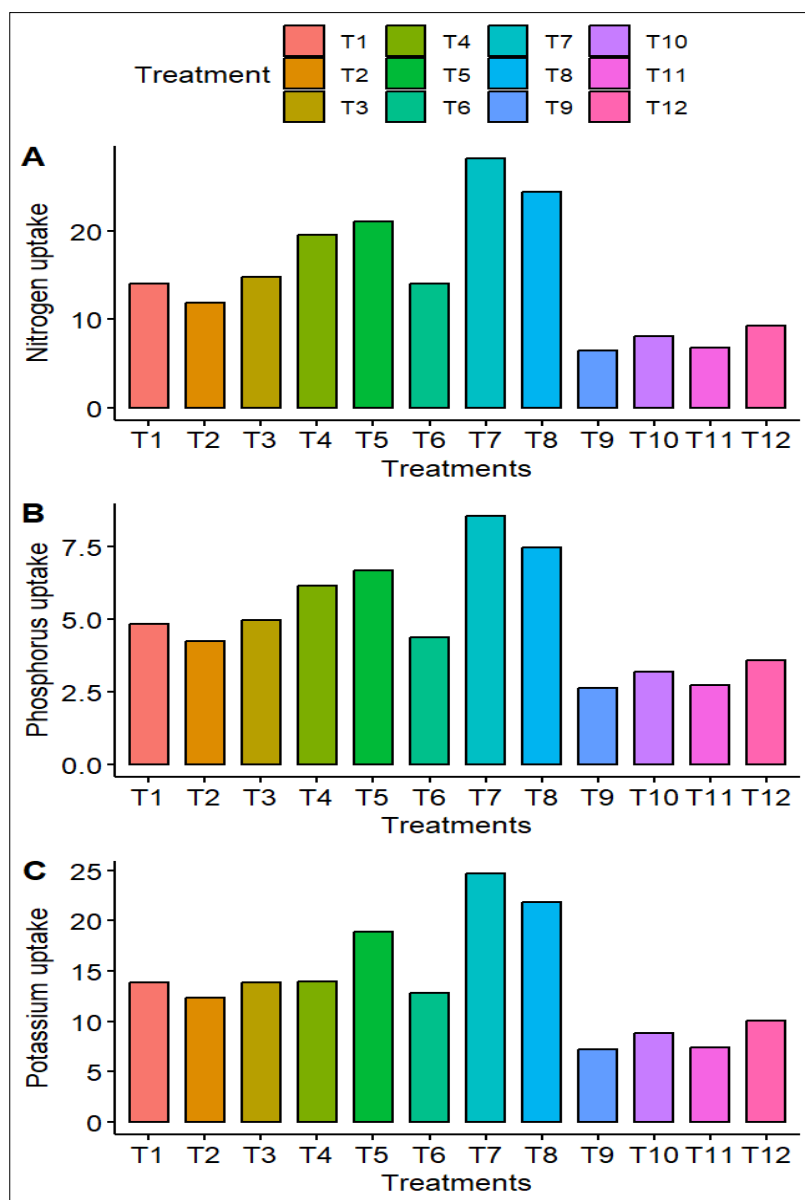 T1 T4 T7 T10
Treatment T2 T5 T8 T11
T3 T6 T9 T12
A
Nitrogen uptake
20
10
0
T1 T2 T3 T4 T5 T6 T7 T8 T9 T10 T11 T12
Treatments
B
Phosphorus uptake
7.5
5.0
2.5
0.0
T1 T2 T3 T4 T5 T6 T7 T8 T9 T10 T11 T12
Treatments
C
Potassium uptake
25
20
15
10
5
0
T1 T2 T3 T4 T5 T6 T7 T8 T9 T10 T11 T12
Treatments